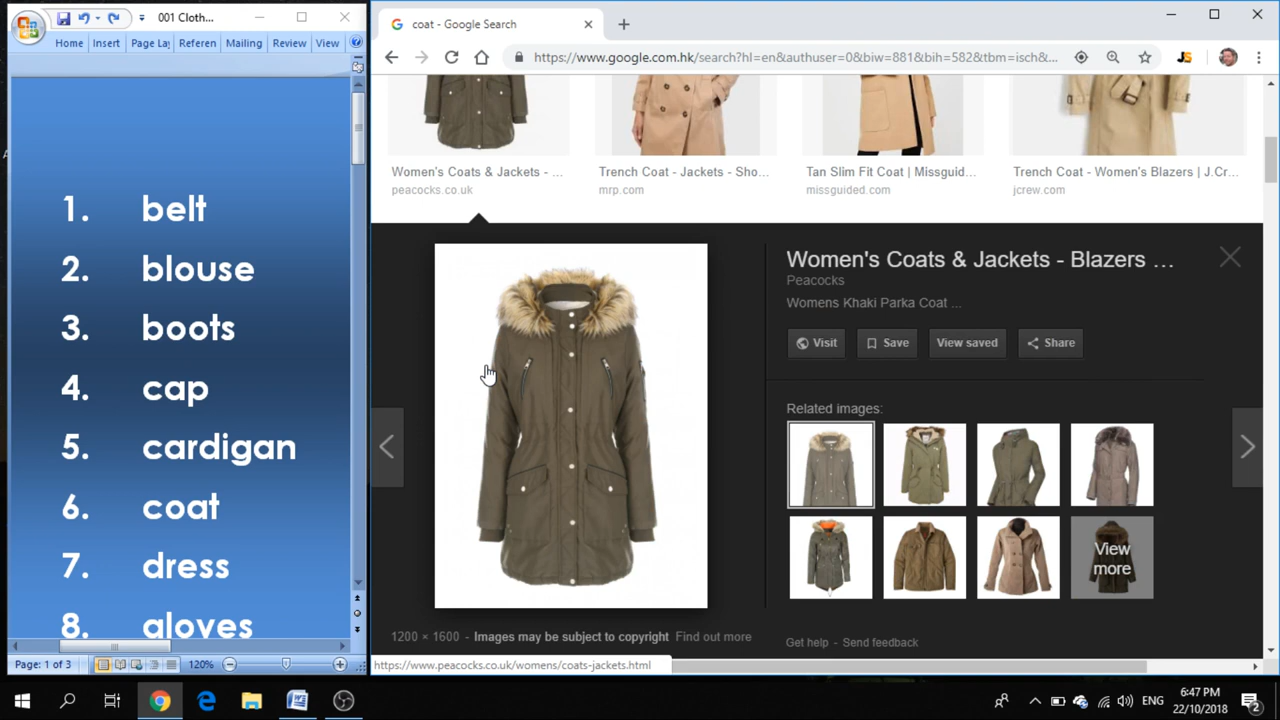 001 Cloth...
Home Insert Page La Referen Mailing Review View
1. belt
2. blouse
3. boots
4. cap
5. cardigan
6. coat
7. dress
8. gloves
Page: 1 of 3 120%
coat - Google Search
https://www.google.com.hk/search?hl=en&authuser=0&biw=881&bih=582&tbm=isch&...
Women's Coats & Jackets - ...
peacocks.co.uk
Trench Coat - Jackets - Sho...
mrp.com
Tan Slim Fit Coat | Missguid...
missguided.com
Trench Coat - Women's Blazers | J.Cr...
jcrew.com
Women's Coats & Jackets - Blazers ...
Peacocks
Womens Khaki Parka Coat ...
Visit Save View saved Share
Related images:
View
more
1200 × 1600 - Images may be subject to copyright Find out more
Get help - Send feedback
https://www.peacocks.co.uk/womens/coats-jackets.html
ENG
6:47 PM
22/10/2018
2